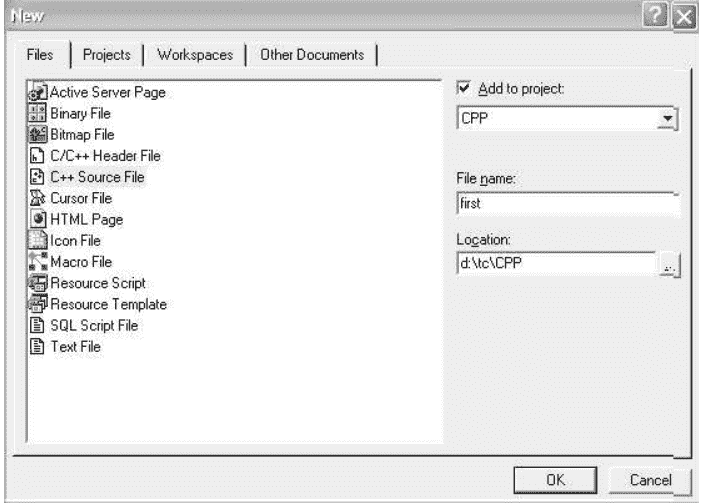 New
Files Projects Workspaces Other Documents
Active Server Page
Binary File
Bitmap File
C/C++ Header File
C++ Source File
Cursor File
HTML Page
Icon File
Macro File
Resource Script
Resource Template
SQL Script File
Text File
Add to project:
CPP
File name:
first
Location:
d:\tc\CPP
...
OK Cancel